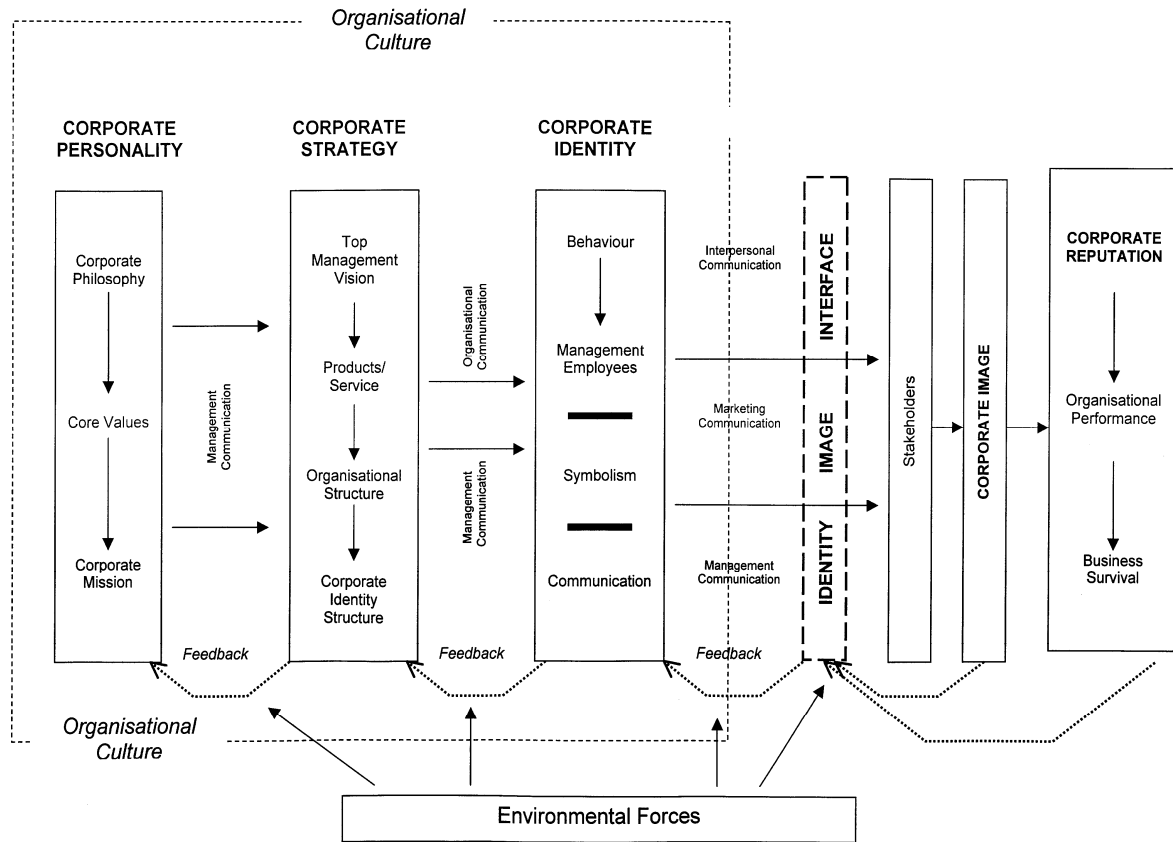 Organisational
Culture
CORPORATE
PERSONALITY
CORPORATE
STRATEGY
CORPORATE
IDENTITY
Corporate
Philosophy
Core Values
Corporate
Mission
Management
Communication
Top
Management
Vision
Products/
Service
Organisational
Structure
Corporate
Identity
Structure
Organisational
Communication
Management
Communication
Behaviour
Management
Employees
Symbolism
Communication
Interpersonal
Communication
Marketing
Communication
Management
Communication
IDENTITY IMAGE INTERFACE
Stakeholders
CORPORATE IMAGE
CORPORATE
REPUTATION
Organisational
Performance
Business
Survival
Feedback
Feedback
Feedback
Organisational
Culture
Environmental Forces